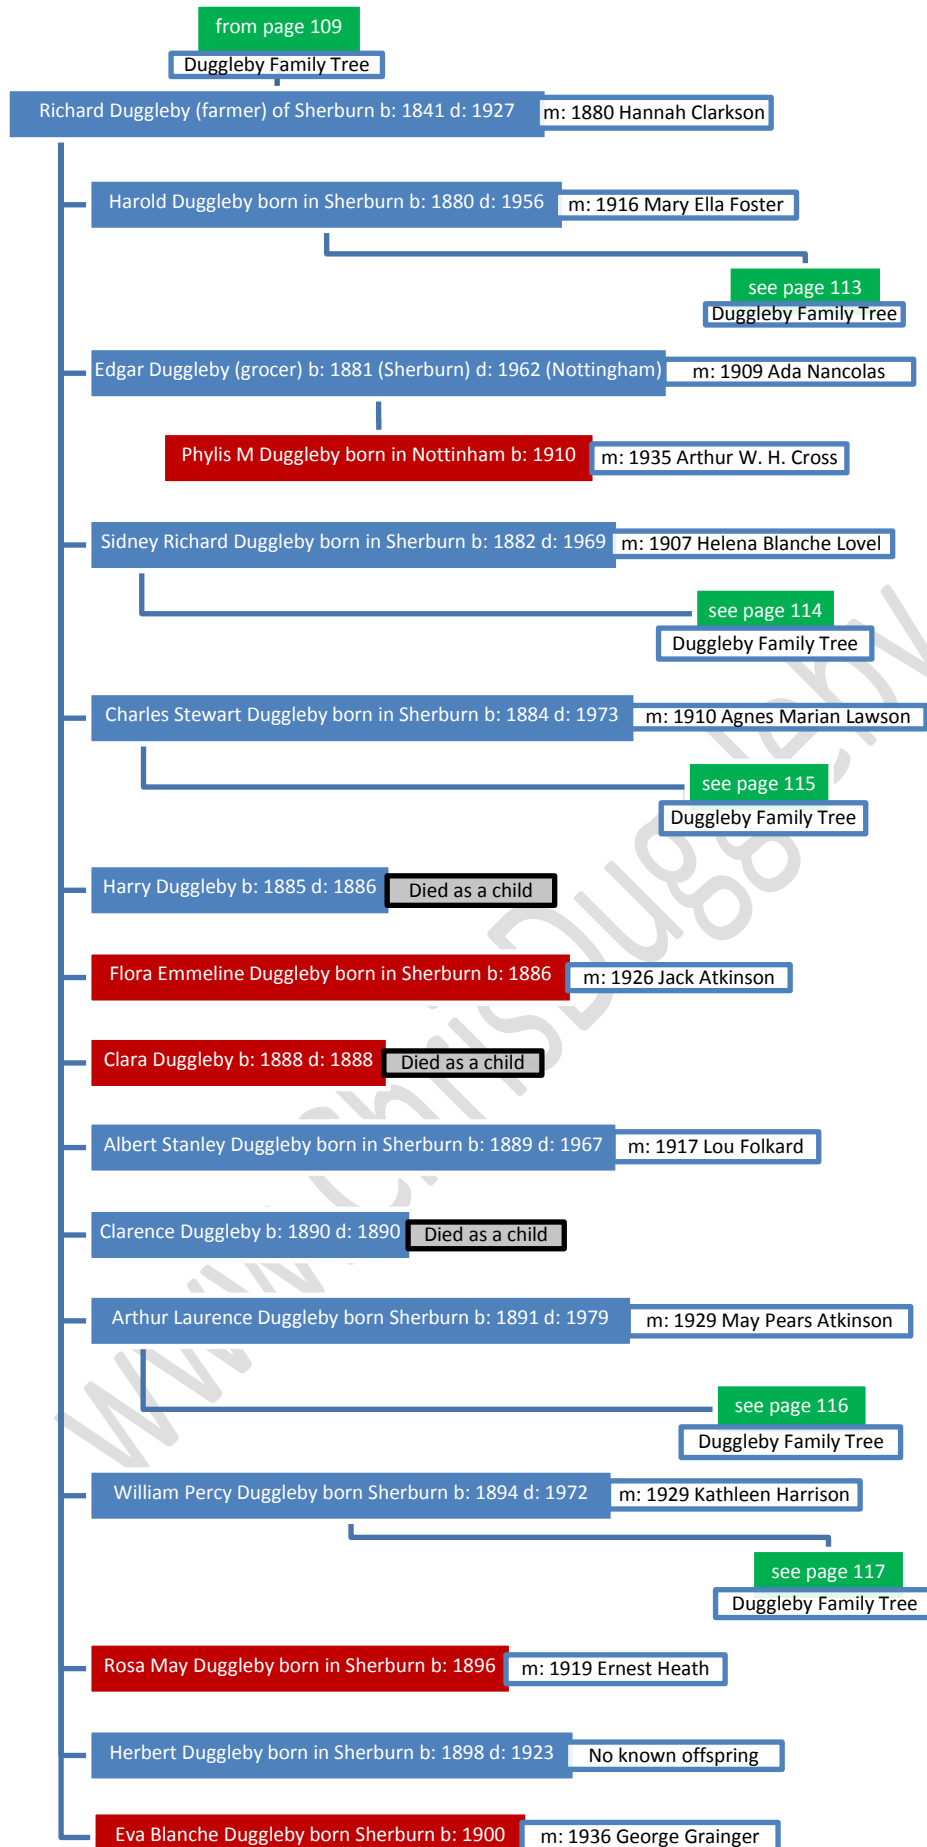 from page 109
Duggleby Family Tree
Richard Duggleby (farmer) of Sherburn b: 1841 d: 1927 m: 1880 Hannah Clarkson
Harold Duggleby born in Sherburn b: 1880 d: 1956 m: 1916 Mary Ella Foster
see page 113
Duggleby Family Tree
Edgar Duggleby (grocer) b: 1881 (Sherburn) d: 1962 (Nottingham) m: 1909 Ada Nancolas
Phylis M Duggleby born in Nottinham b: 1910 m: 1935 Arthur W. H. Cross
Sidney Richard Duggleby born in Sherburn b: 1882 d: 1969 m: 1907 Helena Blanche Lovel
see page 114
Duggleby Family Tree
Charles Stewart Duggleby born in Sherburn b: 1884 d: 1973 m: 1910 Agnes Marian Lawson
see page 115
Duggleby Family Tree
Harry Duggleby b: 1885 d: 1886 Died as a child
Flora Emmeline Duggleby born in Sherburn b: 1886 m: 1926 Jack Atkinson
Clara Duggleby b: 1888 d: 1888 Died as a child
Albert Stanley Duggleby born in Sherburn b: 1889 d: 1967 m: 1917 Lou Folkard
Clarence Duggleby b: 1890 d: 1890 Died as a child
Arthur Laurence Duggleby born Sherburn b: 1891 d: 1979 m: 1929 May Pears Atkinson
see page 116
Duggleby Family Tree
William Percy Duggleby born Sherburn b: 1894 d: 1972 m: 1929 Kathleen Harrison
see page 117
Duggleby Family Tree
Rosa May Duggleby born in Sherburn b: 1896 m: 1919 Ernest Heath
Herbert Duggleby born in Sherburn b: 1898 d: 1923 No known offspring
Eva Blanche Duggleby born Sherburn b: 1900 m: 1936 George Grainger
www.ChrisDuggleby